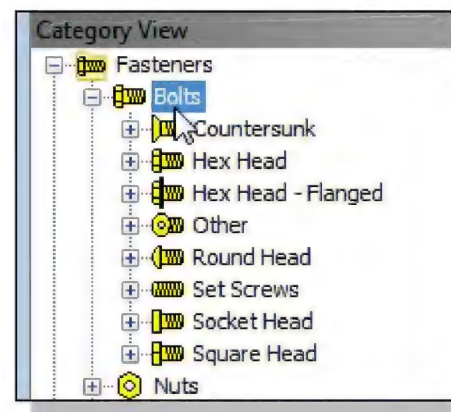 Category View
Fasteners
Bolts
Countersunk
Hex Head
Hex Head - Flanged
Other
Round Head
Set Screws
Socket Head
Square Head
Nuts